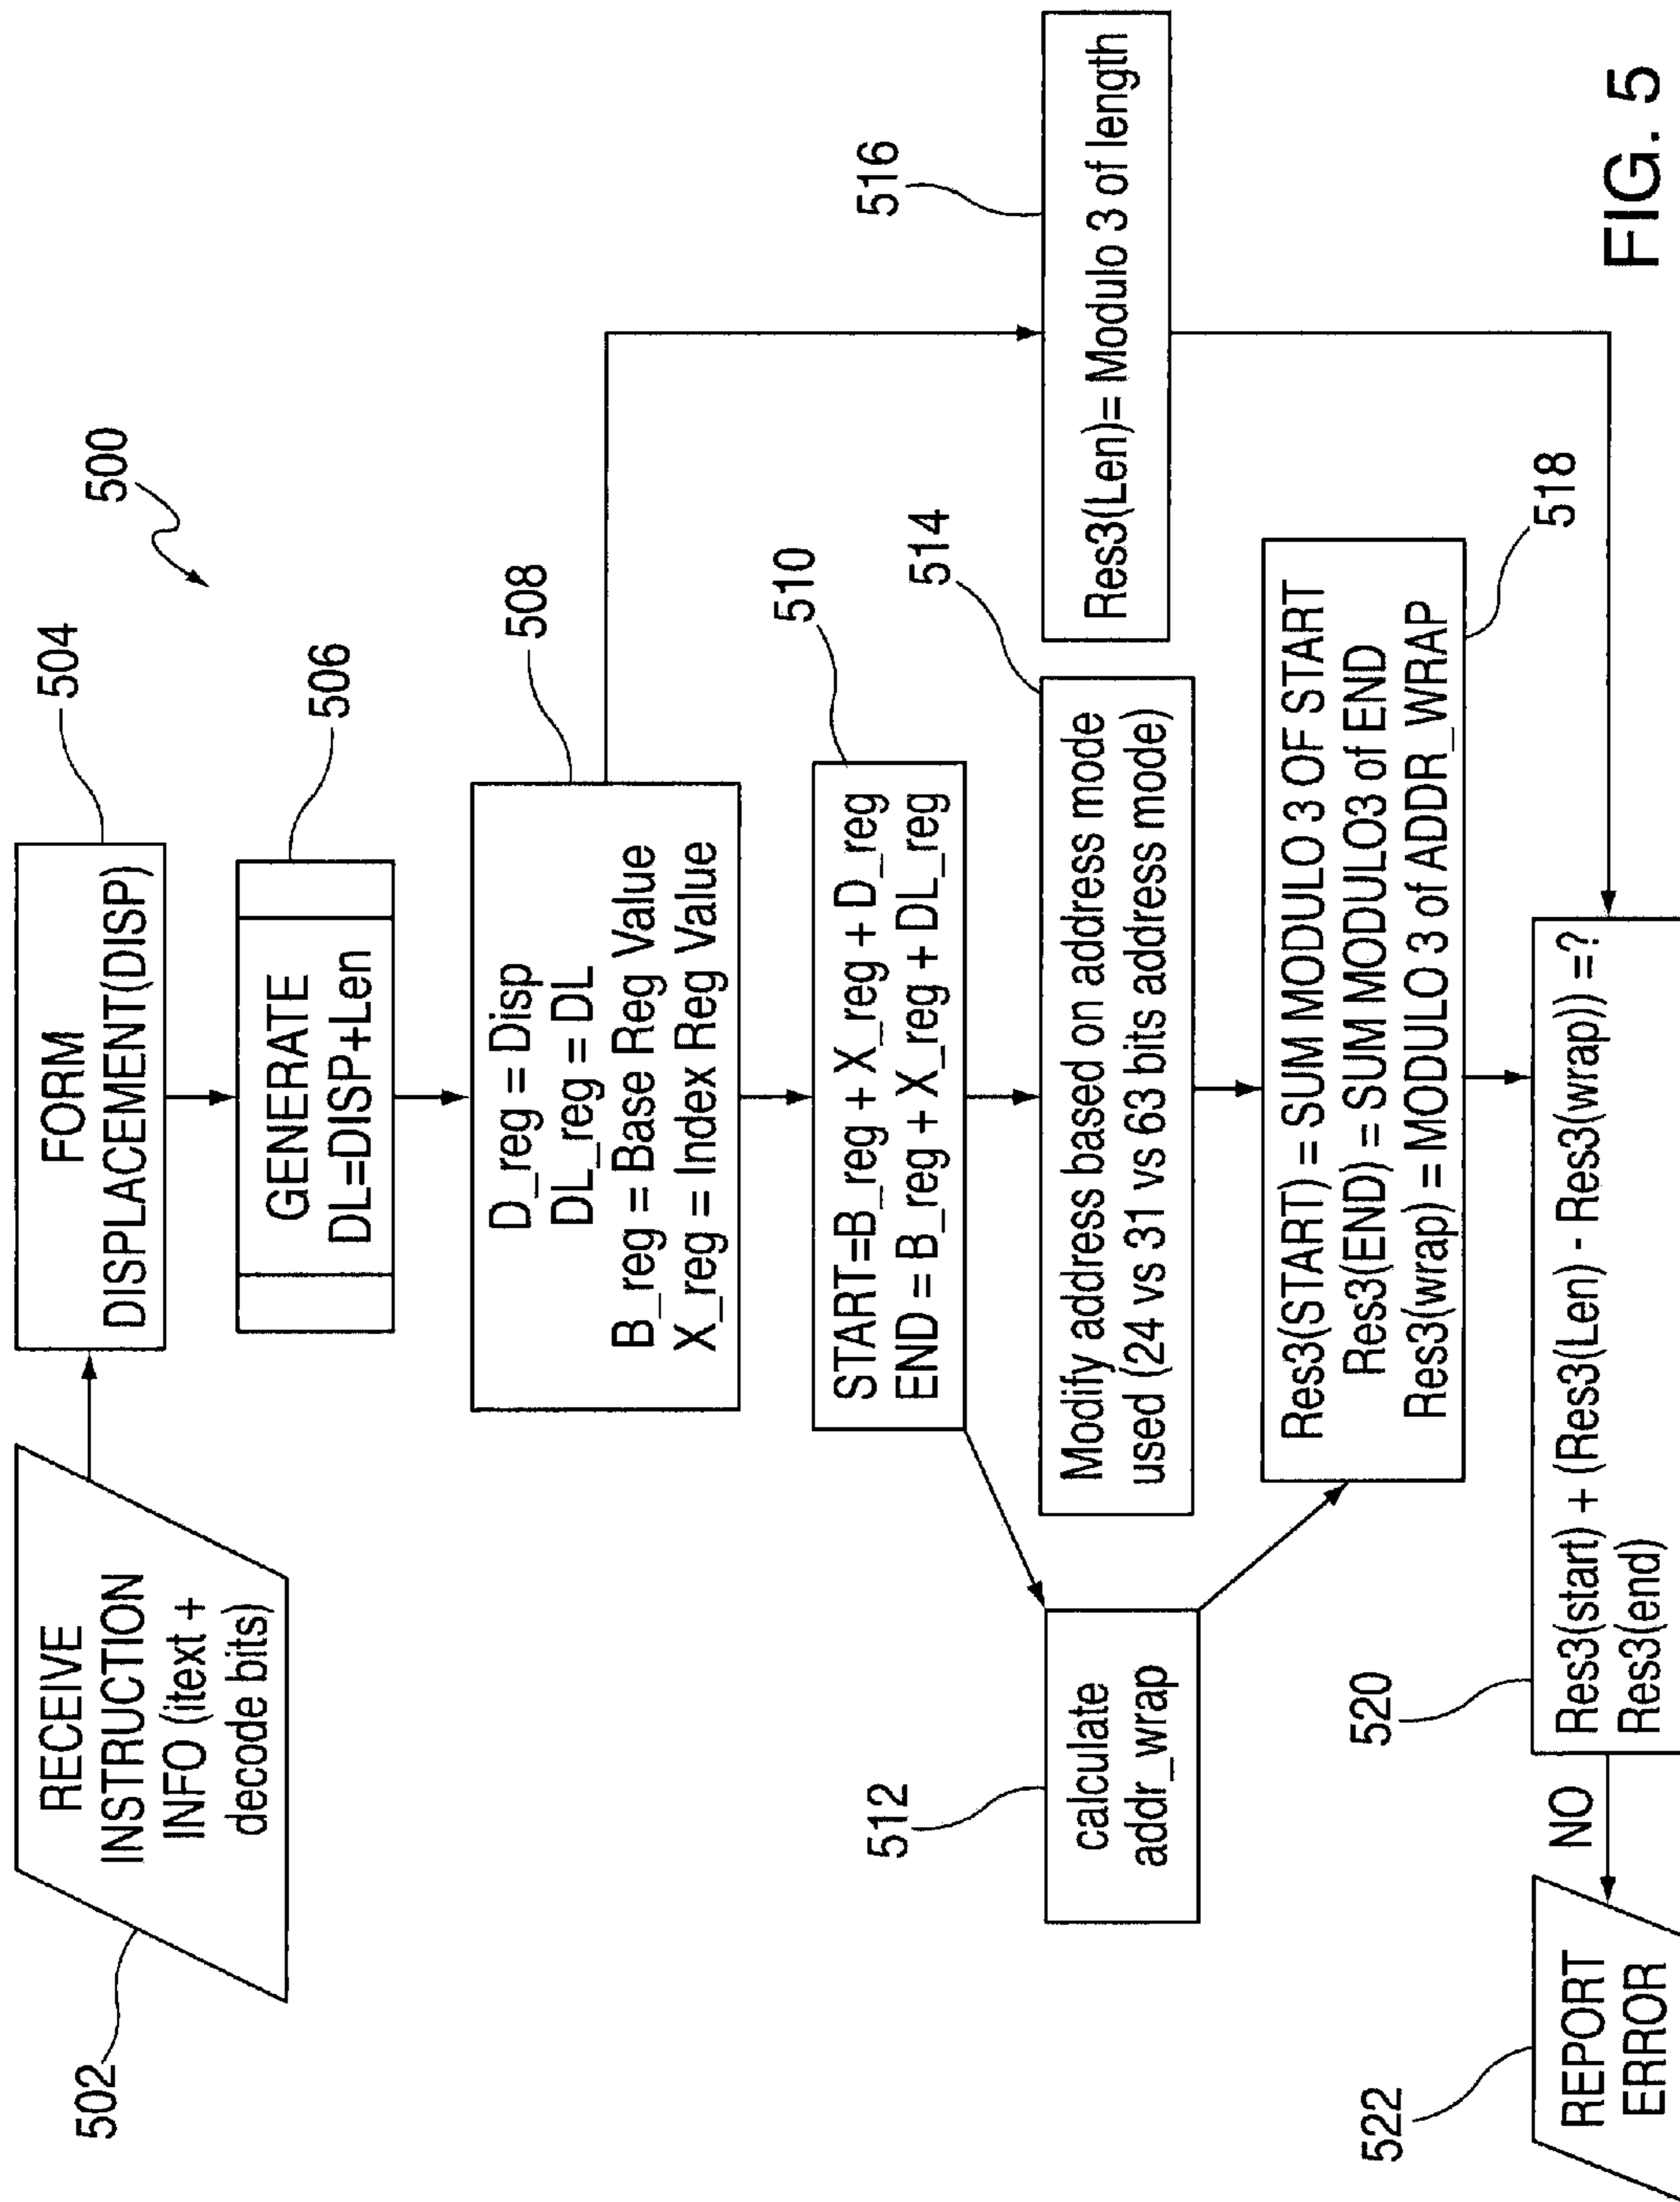 500
502
RECEIVE
INSTRUCTION
INFO (itext +
decode bits)
504
FORM
DISPLACEMENT(DISP)
506
GENERATE
DL=DISP+Len
508
D_reg = Disp
DL_reg = DL
B_reg = Base Reg Value
X_reg = Index Reg Value
510
START=B_reg + X_reg + D_reg
END = B_reg + X_reg + DL_reg
512
calculate
addr_wrap
514
Modify address based on address mode
used (24 vs 31 vs 63 bits address mode)
516
Res3(Len)= Modulo 3 of length
518
Res3(START) = SUM MODULO 3 OF START
Res3(END) = SUM MODULO3 of END
Res3(wrap) = MODULO 3 of ADDR_WRAP
520
Res3(start) + (Res3(Len) - Res3(wrap)) =?
Res3(end)
NO
522
REPORT
ERROR
FIG. 5